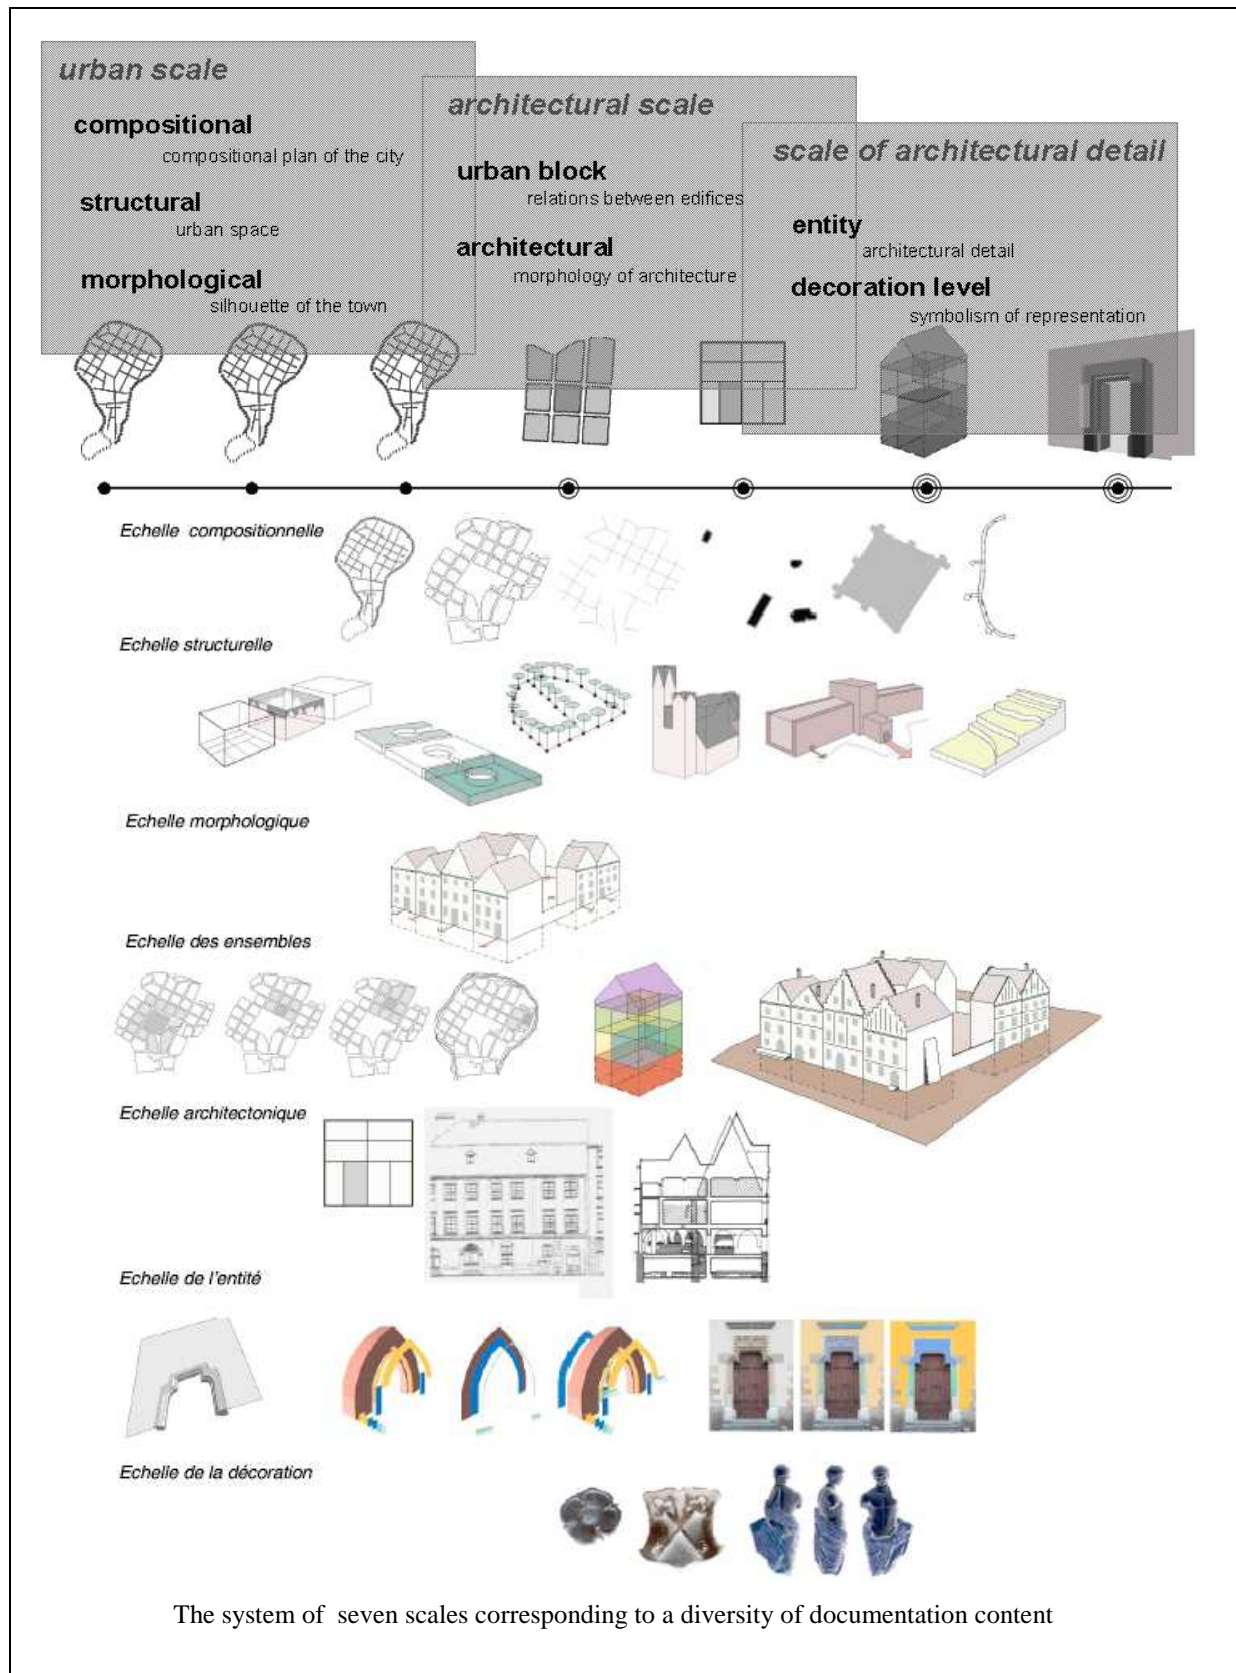 urban scale
compositional
compositional plan of the city
structural
urban space
morphological
silhouette of the town
architectural scale
urban block
relations between edifices
architectural
morphology of architecture
scale of architectural detail
entity
architectural detail
decoration level
symbolism of representation
Echelle compositionnelle
Echelle structurelle
Echelle morphologique
Echelle des ensembles
Echelle architectonique
Echelle de l'entité
Echelle de la décoration
The system of seven scales corresponding to a diversity of documentation content